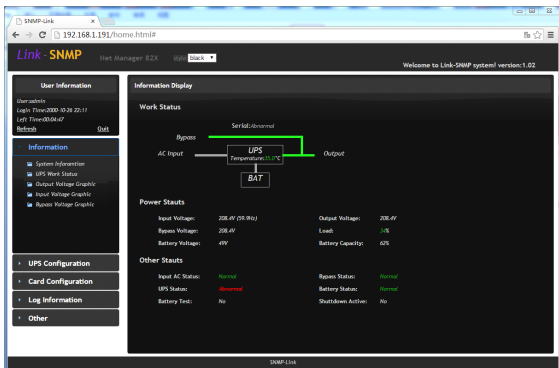 SNMP-Link
192.168.1.191/home.html#
Link - SNMP Net Manager 82X black
Welcome to Link-SNMP system! version:1.02
User Information
User:admin
Login Time:2000-10-26 22:11
Left Time:00:04:47
Refresh Quit
Information
System Inforamtion
UPS Work Status
Output Voltage Graphic
Input Voltage Graphic
Bypass Voltage Graphic
UPS Configuration
Card Configuration
Log Information
Other
Information Display
Work Status
Serial:Abnormal
Bypass
AC Input
UPS
Temperature:35.0°C
Output
BAT
Power Stauts
Input Voltage: 208.4V (59.9Hz) Output Voltage: 208.4V
Bypass Voltage: 208.4V Load: 34%
Battery Voltage: 49V Battery Capacity: 62%
Other Stauts
Input AC Status: Normal Bypass Status: Normal
UPS Status: Abnormal Battery Status: Normal
Battery Test: No Shutdown Active: No
SNMP-Link